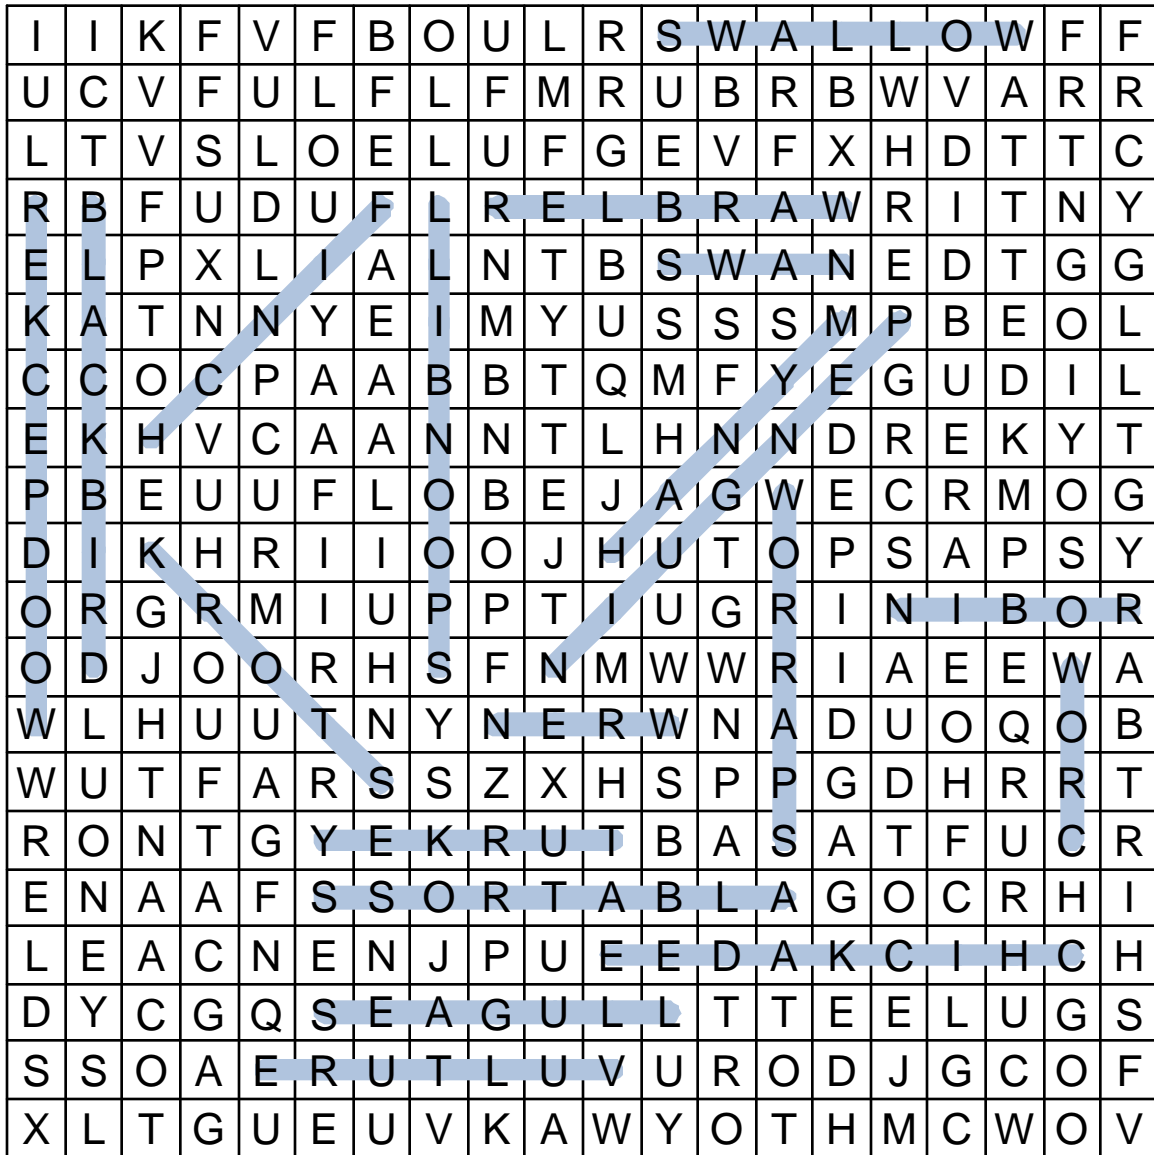 I I K F V F B O U L R S W A L L O W F F
U C V F U L F L F M R U B R B W V A R R
L T V S L O E L U F G E V F X H D T T C
R B F U D U F L R E L B R A W R I T N Y
E L P X L I A L N T B S W A N E D T G G
K A T N N Y E I M Y U S S S M P B E O L
C C O C P A A B B T Q M F Y E G U D I L
E K H V C A A N N T L H N N D R E K Y T
P B E U U F L O B E J A G W E C R M O G
D I K H R I I O O J H U T O P S A P S Y
O R G R M I U P P T I U G R I N I B O R
O D J O O R H S F N M W W R I A E E W A
W L H U U T N Y N E R W N A D U O Q O B
W U T F A R S S Z X H S P P G D H R R T
R O N T G Y E K R U T B A S A T F U C R
E N A A F S S O R T A B L A G O C R H I
L E A C N E N J P U E E D A K C I H C H
D Y C G Q S E A G U L L T T E E L U G S
S S O A E R U T L U V U R O D J G C O F
X L T G U E U V K A W Y O T H M C W O V